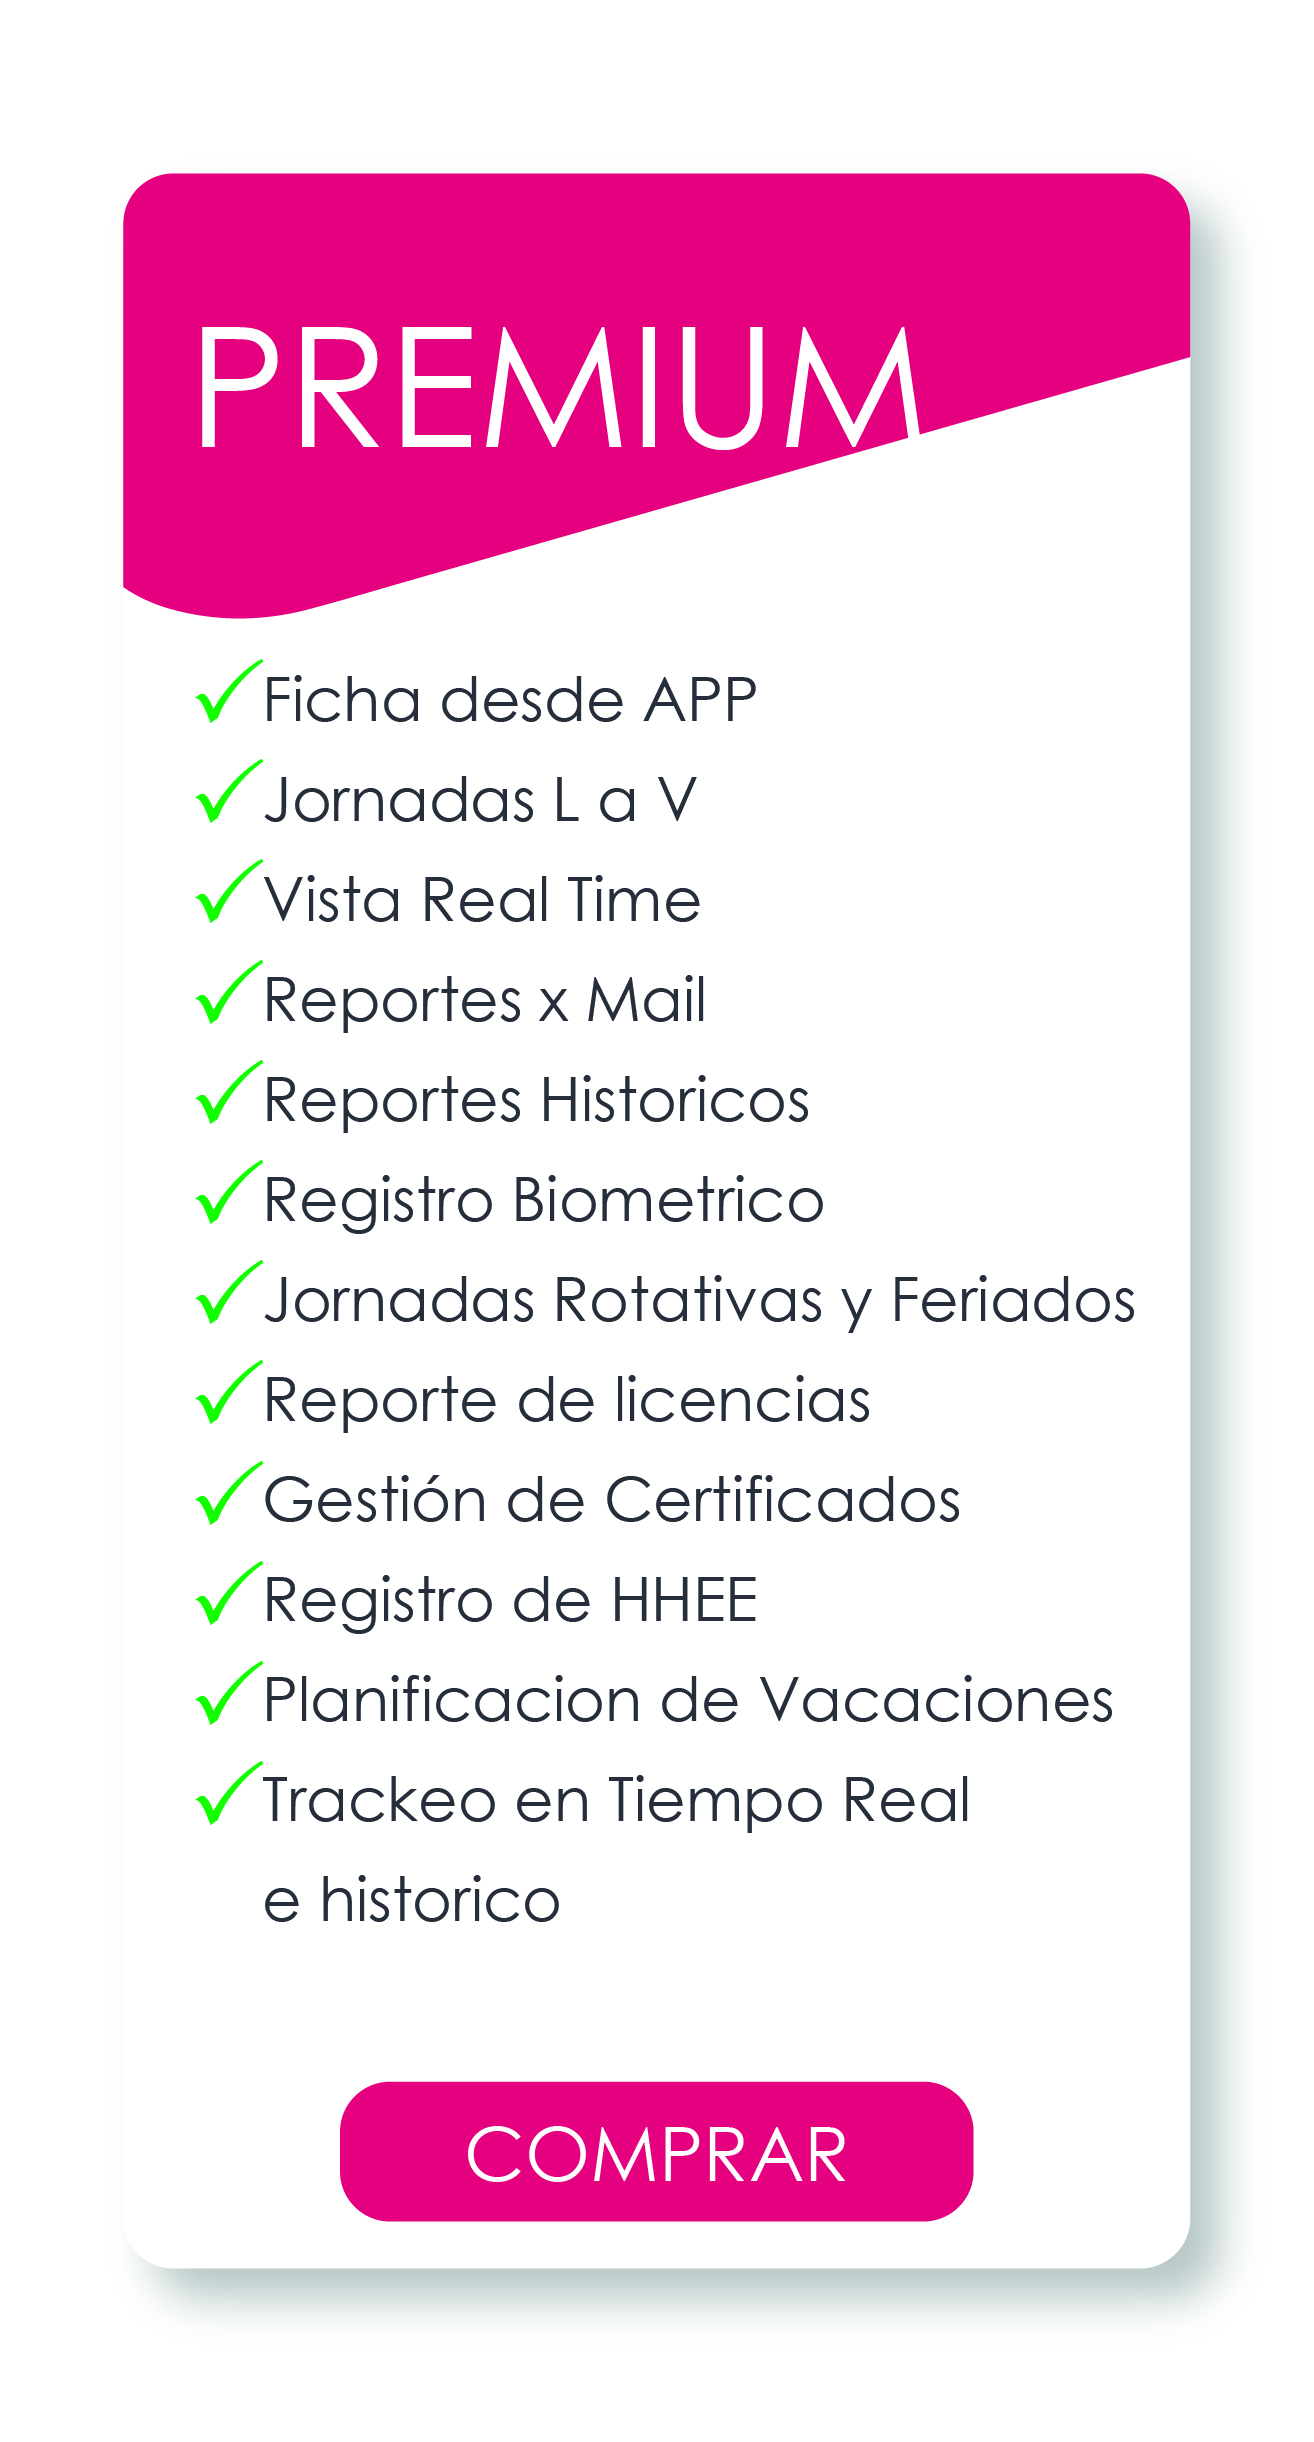 PREMIUM
Ficha desde APP
Jornadas L a V
Vista Real Time
Reportes x Mail
Reportes Historicos
Registro Biometrico
Jornadas Rotativas y Feriados
Reporte de licencias
Gestión de Certificados
Registro de HHEE
Planificacion de Vacaciones
Trackeo en Tiempo Real
e historico
COMPRAR